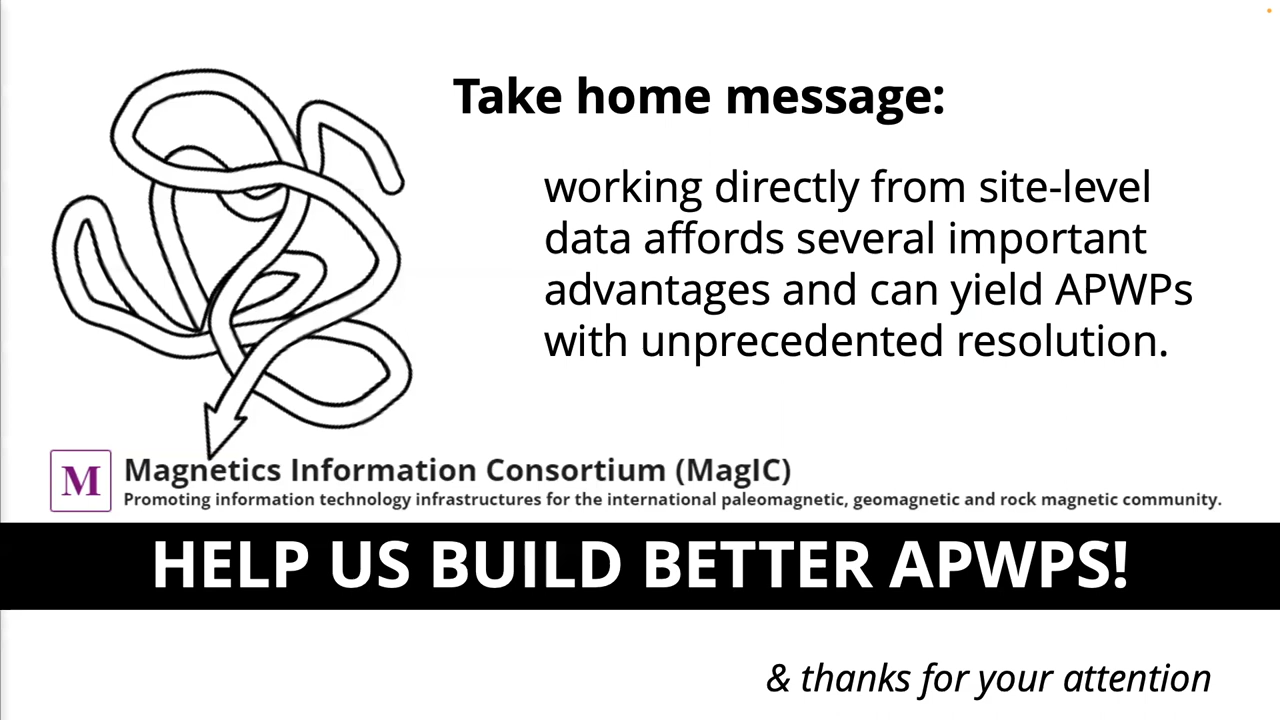 Take home message:
working directly from site-level
data affords several important
advantages and can yield APWPs
with unprecedented resolution.
M
Magnetics Information Consortium (MagIC)
Promoting information technology infrastructures for the international paleomagnetic, geomagnetic and rock magnetic community.
HELP US BUILD BETTER APWPS!
& thanks for your attention